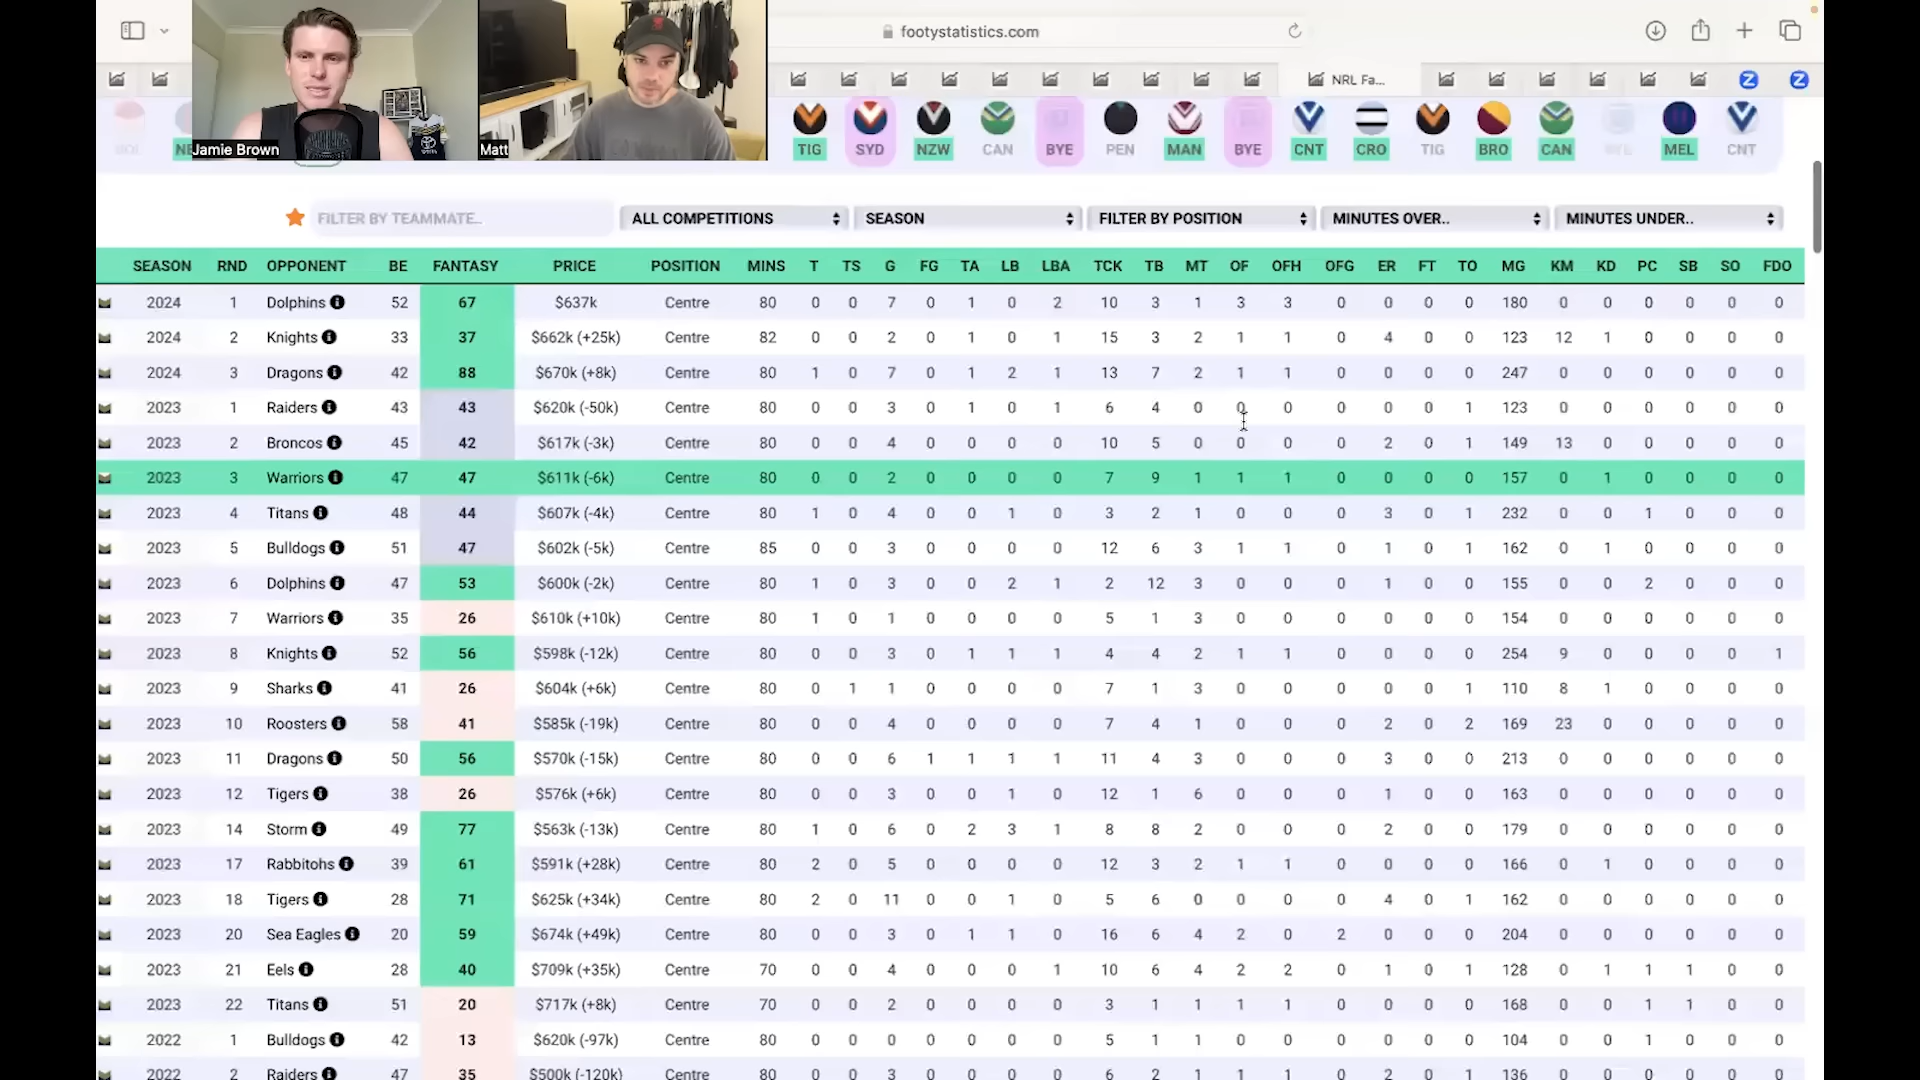 footystatistics.com
NRL Fa...
Jamie Brown
Matt
TIG SYD NZW CAN BYE PEN MAN BYE CNT CRO TIG BRO CAN BYE MEL CNT
FILTER BY TEAMMATE.. ALL COMPETITIONS SEASON FILTER BY POSITION MINUTES OVER.. MINUTES UNDER..
SEASON RND OPPONENT BE FANTASY PRICE POSITION MINS T TS G FG TA LB LBA TCK TB MT OF OFH OFG ER FT TO MG KM KD PC SB SO FDO
2024 1 Dolphins 52 67 $637k Centre 80 0 0 7 0 1 0 2 10 3 1 3 3 0 0 0 0 180 0 0 0 0 0 0
2024 2 Knights 33 37 $662k (+25k) Centre 82 0 0 2 0 1 0 1 15 3 2 1 1 0 4 0 0 123 12 1 0 0 0 0
2024 3 Dragons 42 88 $670k (+8k) Centre 80 1 0 7 0 1 2 1 13 7 2 1 1 0 0 0 0 247 0 0 0 0 0 0
2023 1 Raiders 43 43 $620k (-50k) Centre 80 0 0 3 0 1 0 1 6 4 0 0 0 0 0 0 1 123 0 0 0 0 0 0
2023 2 Broncos 45 42 $617k (-3k) Centre 80 0 0 4 0 0 0 0 10 5 0 0 0 0 2 0 1 149 13 0 0 0 0 0
2023 3 Warriors 47 47 $611k (-6k) Centre 80 0 0 2 0 0 0 0 7 9 1 1 1 0 0 0 0 157 0 1 0 0 0 0
2023 4 Titans 48 44 $607k (-4k) Centre 80 1 0 4 0 0 1 0 3 2 1 0 0 0 3 0 1 232 0 0 1 0 0 0
2023 5 Bulldogs 51 47 $602k (-5k) Centre 85 0 0 3 0 0 0 0 12 6 3 1 1 0 1 0 1 162 0 1 0 0 0 0
2023 6 Dolphins 47 53 $600k (-2k) Centre 80 1 0 3 0 0 2 1 2 12 3 0 0 0 1 0 0 155 0 0 2 0 0 0
2023 7 Warriors 35 26 $610k (+10k) Centre 80 1 0 1 0 0 0 0 5 1 3 0 0 0 0 0 0 154 0 0 0 0 0 0
2023 8 Knights 52 56 $598k (-12k) Centre 80 0 0 3 0 1 1 1 4 4 2 1 1 0 0 0 0 254 9 0 0 0 0 1
2023 9 Sharks 41 26 $604k (+6k) Centre 80 0 1 1 0 0 0 0 7 1 3 0 0 0 0 0 1 110 8 1 0 0 0 0
2023 10 Roosters 58 41 $585k (-19k) Centre 80 0 0 4 0 0 0 0 7 4 1 0 0 0 2 0 2 169 23 0 0 0 0 0
2023 11 Dragons 50 56 $570k (-15k) Centre 80 0 0 6 1 1 1 1 11 4 3 0 0 0 3 0 0 213 0 0 0 0 0 0
2023 12 Tigers 38 26 $576k (+6k) Centre 80 0 0 3 0 0 1 0 12 1 6 0 0 0 1 0 0 163 0 0 0 0 0 0
2023 14 Storm 49 77 $563k (-13k) Centre 80 1 0 6 0 2 3 1 8 8 2 0 0 0 2 0 0 179 0 0 0 0 0 0
2023 17 Rabbitohs 39 61 $591k (+28k) Centre 80 2 0 5 0 0 0 0 12 3 2 1 1 0 0 0 0 166 0 1 0 0 0 0
2023 18 Tigers 28 71 $625k (+34k) Centre 80 2 0 11 0 0 1 0 5 6 0 0 0 0 4 0 1 162 0 0 0 0 0 0
2023 20 Sea Eagles 20 59 $674k (+49k) Centre 80 0 0 3 0 1 1 0 16 6 4 2 0 2 0 0 0 204 0 0 0 0 0 0
2023 21 Eels 28 40 $709k (+35k) Centre 70 0 0 4 0 0 0 1 10 6 4 2 2 0 1 0 1 128 0 1 1 1 0 0
2023 22 Titans 51 20 $717k (+8k) Centre 70 0 0 2 0 0 0 0 3 1 1 1 1 0 0 0 0 168 0 0 1 1 0 0
2022 1 Bulldogs 42 13 $620k (-97k) Centre 80 0 0 0 0 0 0 0 5 1 1 0 0 0 0 0 0 104 0 0 1 0 0 0
2022 2 Raiders 47 35 $500k (-120k) Centre 80 0 0 3 0 0 0 0 6 2 1 1 1 0 2 0 1 136 0 0 0 0 0 0